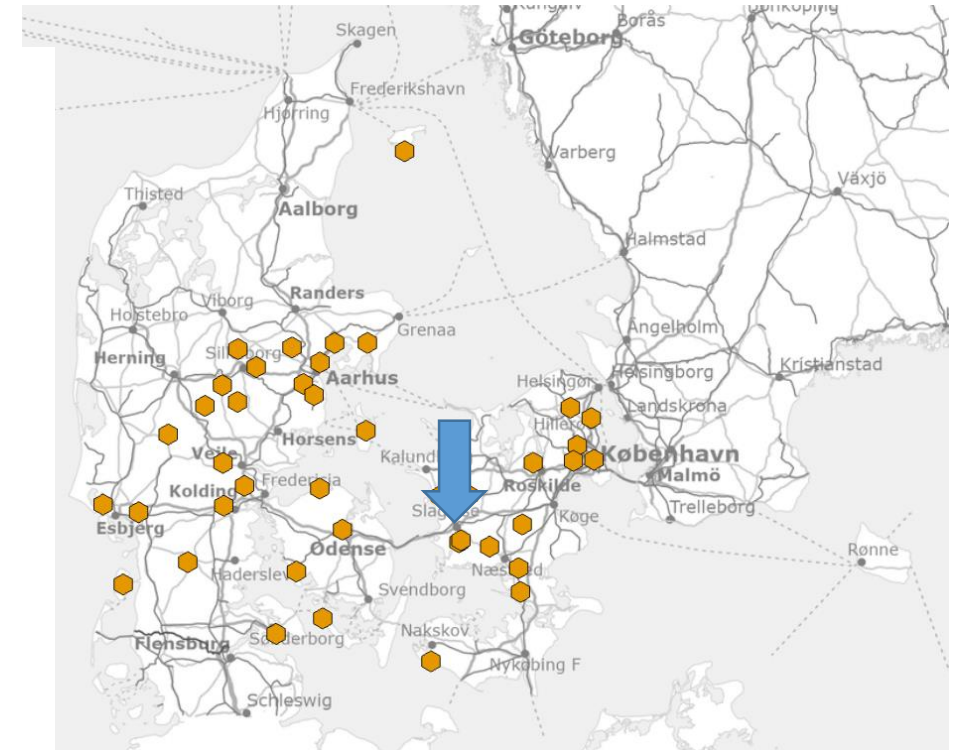 Skagen
Borås
Göteborg
Frederikshavn
Hjørring
Varberg
Växjö
Thisted
Aalborg
Halmstad
Randers
Viborg
Holstebro
Grenaa
Ängelholm
Herning
Aarhus
Kristianstad
Helsingør
Helsingborg
Landskrona
Hillerø
Horsens
København
Vejle
Kalund
Malmö
Fredericia
Roskilde
Kolding
Trelleborg
Slagelse
Køge
Esbjerg
Odense
Rønne
Haderslev
Svendborg
Nakskov
Flensburg
Nykøbing F
Schleswig